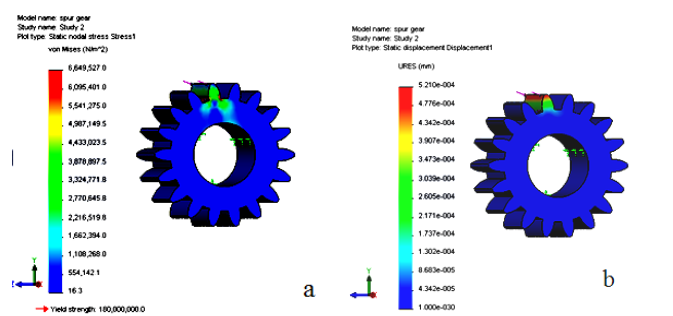 Model name: spur gear
Study name: Study 2
Plot type: Static nodal stress Stress1
von Mises (N/m^2)
6,649,527.0
6,095,401.0
5,541,275.0
4,987,149.5
4,433,023.5
3,878,897.5
3,324,771.8
2,770,645.8
2,216,519.8
1,662,394.0
1,108,268.0
554,142.1
16.3
Yield strength: 180,000,000.0
Y
a
Model name: spur gear
Study name: Study 2
Plot type: Static displacement Displacement1
URES (mm)
5.210e-004
4.776e-004
4.342e-004
3.907e-004
3.473e-004
3.039e-004
2.605e-004
2.171e-004
1.737e-004
1.302e-004
8.683e-005
4.342e-005
1.000e-030
Y
b